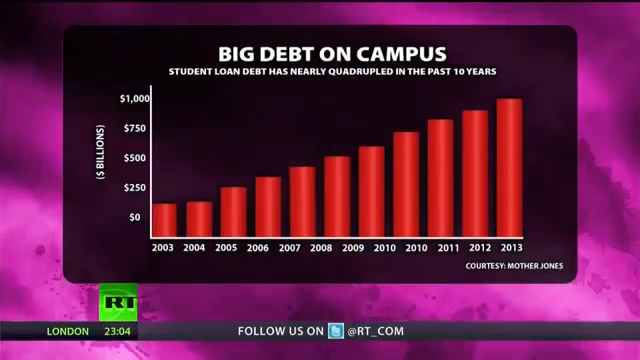 BIG DEBT ON CAMPUS
STUDENT LOAN DEBT HAS NEARLY QUADRUPLED IN THE PAST 10 YEARS
($ BILLIONS)
$1,000
$750
$500
$250
$0
2003 2004 2005 2006 2007 2008 2009 2010 2010 2011 2012 2013
COURTESY: MOTHER JONES
RT
LONDON 23:04 FOLLOW US ON @RT_COM